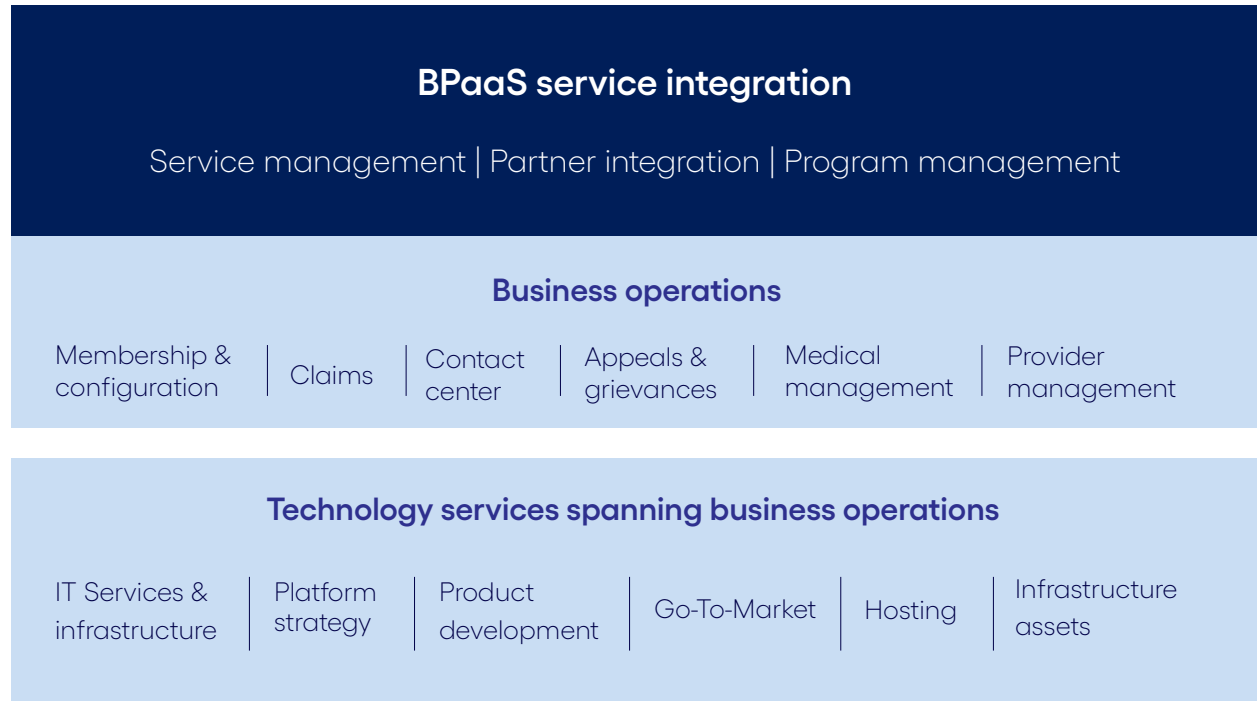 BPaaS service integration
Service management | Partner integration | Program management
Business operations
Membership &
configuration
Claims
Contact
center
Appeals &
grievances
Medical
management
Provider
management
Technology services spanning business operations
IT Services &
infrastructure
Platform
strategy
Product
development
Go-To-Market
Hosting
Infrastructure
assets